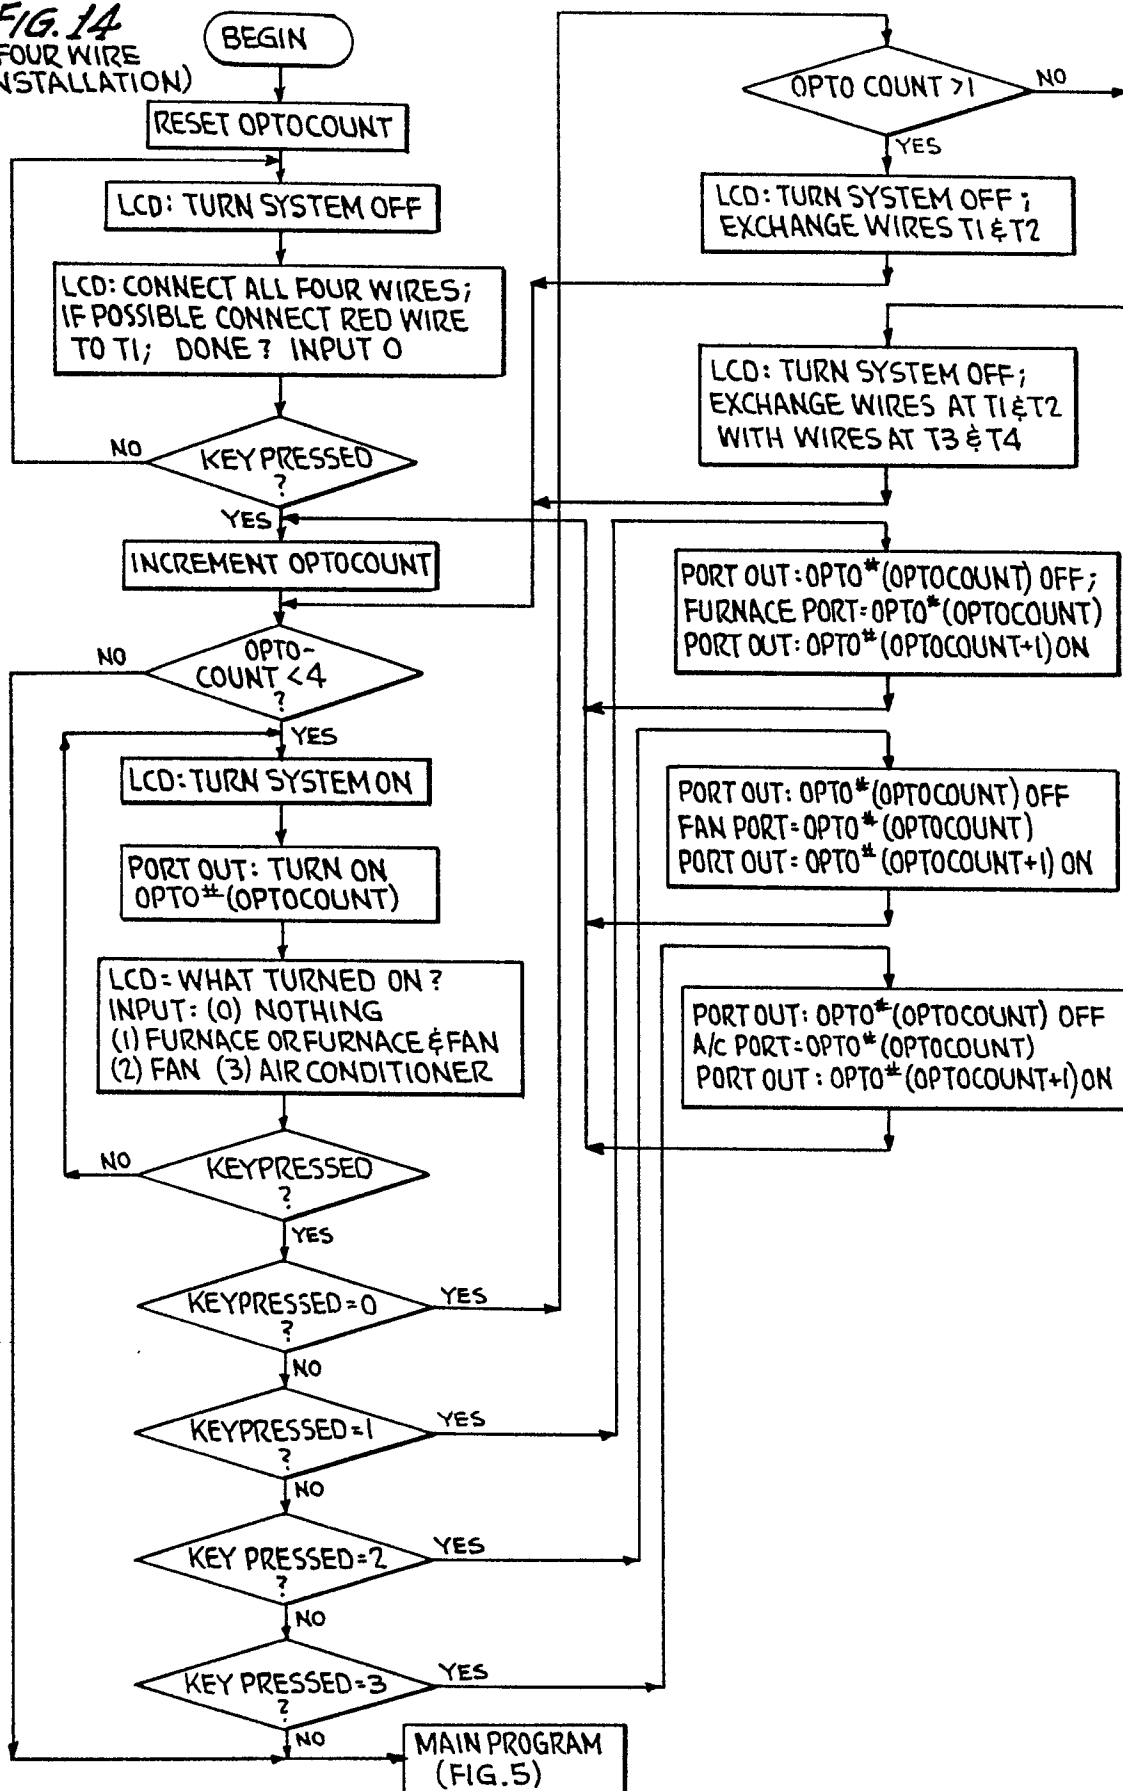 FIG. 14
FOUR WIRE
NSTALLATION)
BEGIN
RESET OPTOCOUNT
LCD: TURN SYSTEM OFF
LCD: CONNECT ALL FOUR WIRES;
IF POSSIBLE CONNECT RED WIRE
TO T1; DONE? INPUT 0
NO
KEY PRESSED
?
YES
INCREMENT OPTOCOUNT
NO
OPTO-
COUNT <4
?
YES
LCD: TURN SYSTEM ON
PORT OUT: TURN ON
OPTO#(OPTOCOUNT)
LCD: WHAT TURNED ON?
INPUT: (0) NOTHING
(1) FURNACE OR FURNACE & FAN
(2) FAN (3) AIR CONDITIONER
NO
KEYPRESSED
?
YES
KEYPRESSED=0
?
YES
NO
KEYPRESSED=1
?
YES
NO
KEY PRESSED=2
?
YES
NO
KEY PRESSED=3
?
YES
NO
MAIN PROGRAM
(FIG. 5)
OPTO COUNT >1
NO
YES
LCD: TURN SYSTEM OFF;
EXCHANGE WIRES T1 & T2
LCD: TURN SYSTEM OFF;
EXCHANGE WIRES AT T1 & T2
WITH WIRES AT T3 & T4
PORT OUT: OPTO#(OPTOCOUNT) OFF;
FURNACE PORT=OPTO#(OPTOCOUNT)
PORT OUT: OPTO#(OPTOCOUNT+1) ON
PORT OUT: OPTO#(OPTOCOUNT) OFF
FAN PORT=OPTO#(OPTOCOUNT)
PORT OUT: OPTO#(OPTOCOUNT+1) ON
PORT OUT: OPTO#(OPTOCOUNT) OFF
A/C PORT=OPTO#(OPTOCOUNT)
PORT OUT: OPTO#(OPTOCOUNT+1) ON